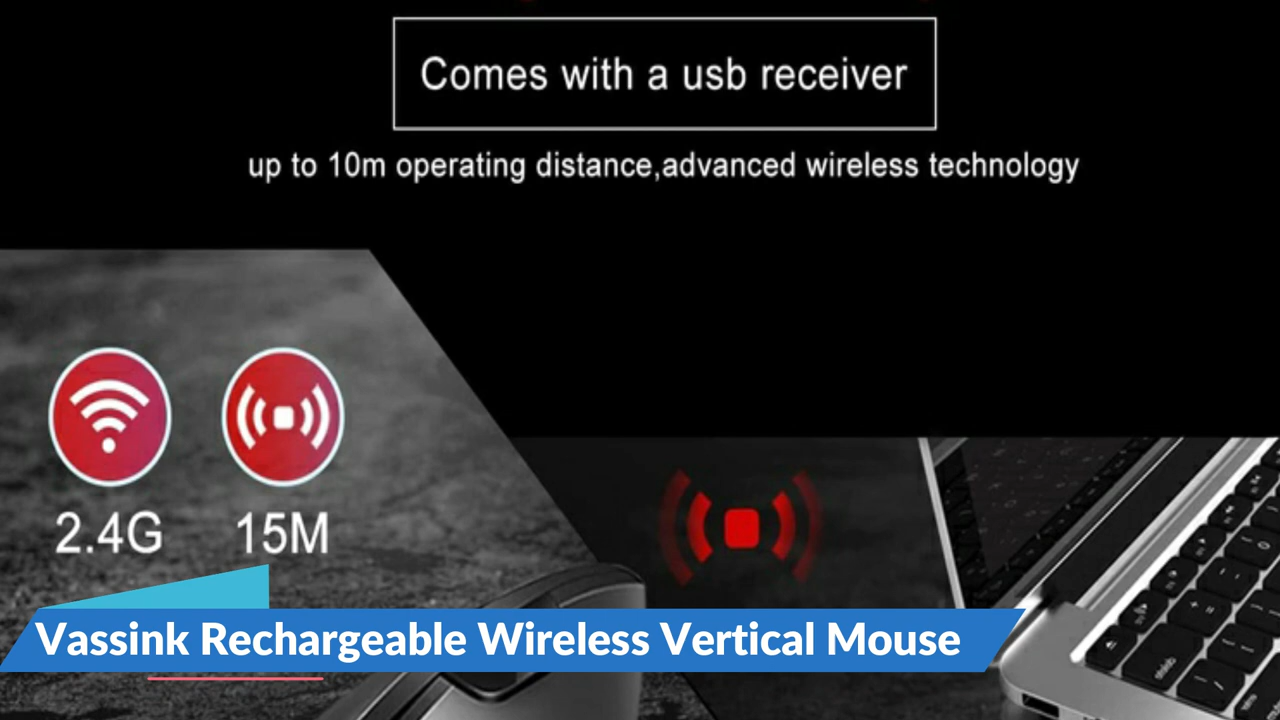 Comes with a usb receiver
up to 10m operating distance,advanced wireless technology
2.4G
15M
Vassink Rechargeable Wireless Vertical Mouse